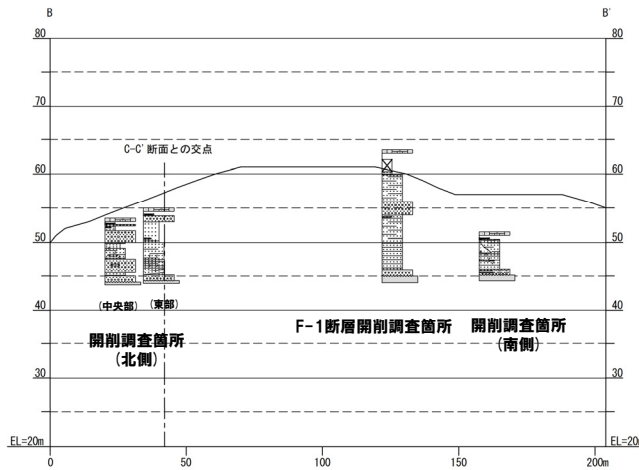 B
B'
80
80
70
70
C-C'断面との交点
60
60
50
50
(中央部)
(東部)
40
40
F-1断層開削調査箇所
開削調査箇所
(南側)
開削調査箇所
(北側)
30
30
EL=20m
EL=20
0
50
100
150
200m